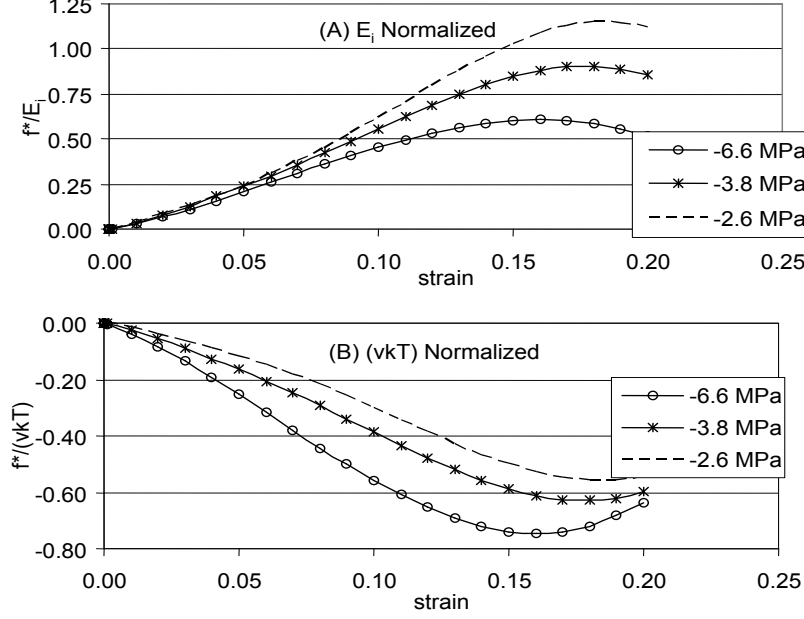 1.25
(A) Ei Normalized
1.00
0.75
0.50
0.25
0.00
f*/Ei
-6.6 MPa
-3.8 MPa
-2.6 MPa
0.00 0.05 0.10 0.15 0.20 0.25
strain
0.00
(B) (vkT) Normalized
-0.20
-0.40
-0.60
-0.80
f*/(vkT)
-6.6 MPa
-3.8 MPa
-2.6 MPa
0.00 0.05 0.10 0.15 0.20 0.25
strain